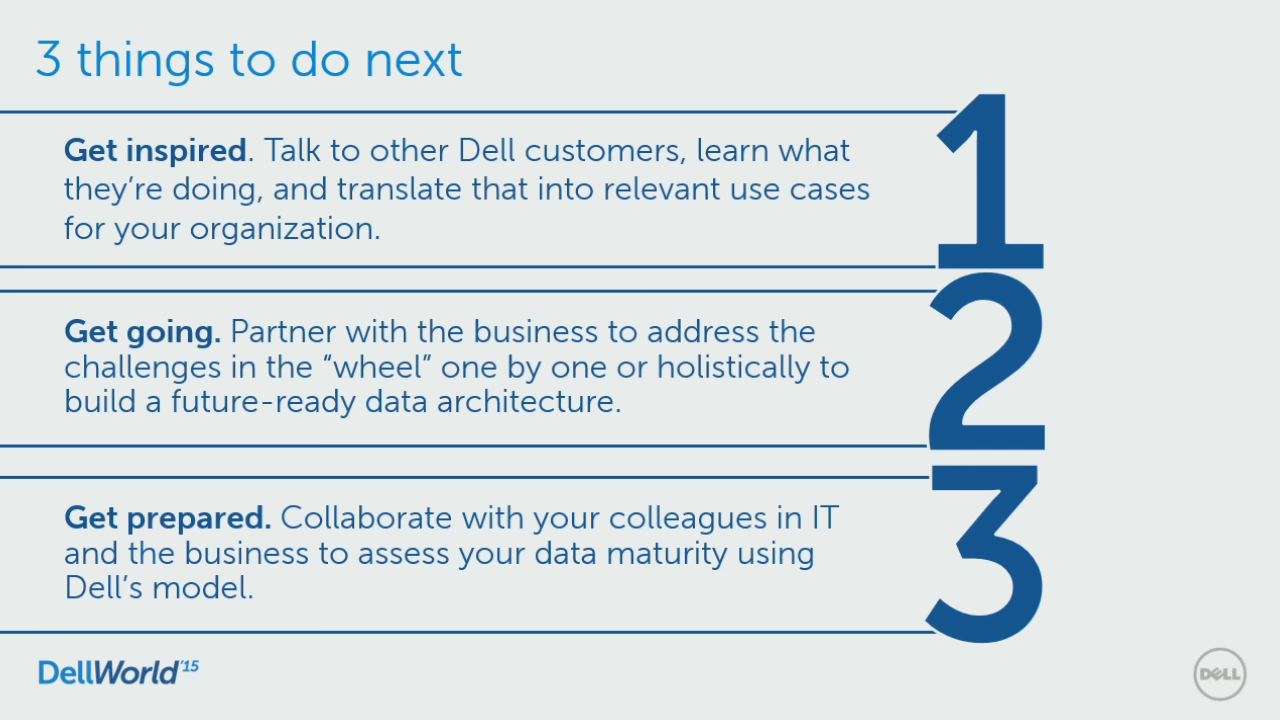 3 things to do next
Get inspired. Talk to other Dell customers, learn what
they’re doing, and translate that into relevant use cases
for your organization.
1
Get going. Partner with the business to address the
challenges in the “wheel” one by one or holistically to
build a future-ready data architecture.
2
Get prepared. Collaborate with your colleagues in IT
and the business to assess your data maturity using
Dell’s model.
3
DellWorld’15
DELL